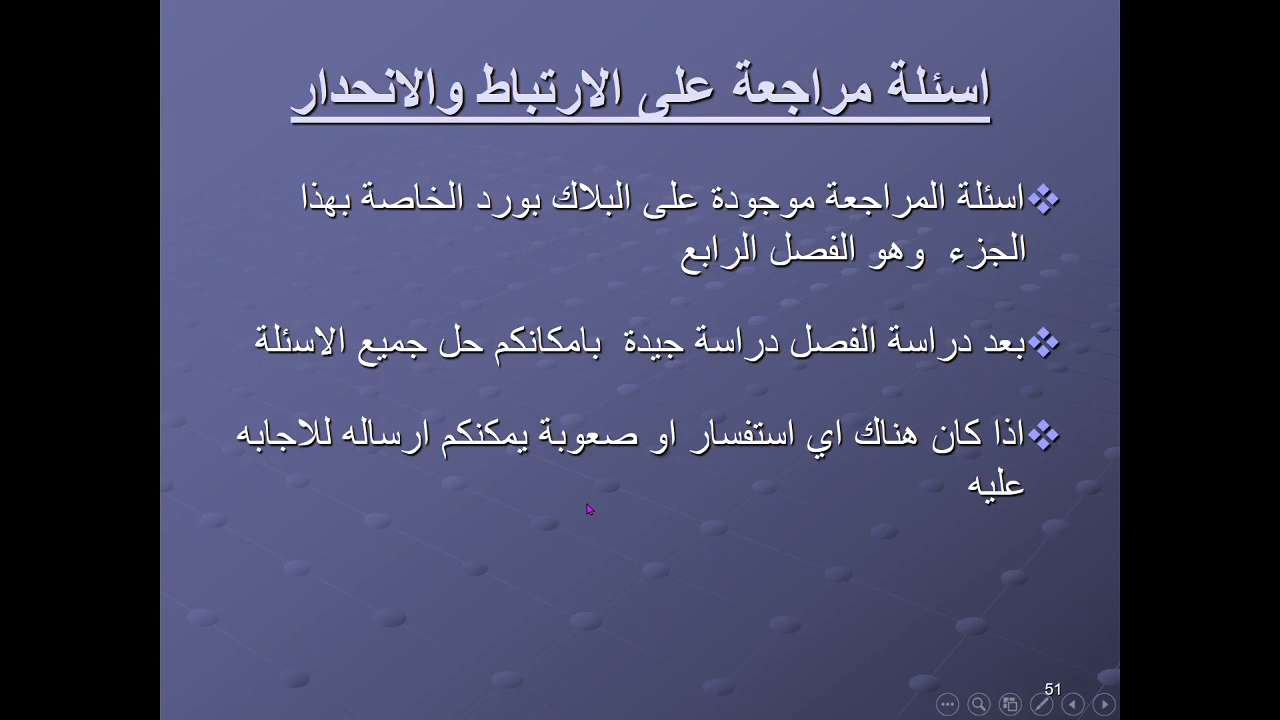 اسئلة مراجعة على الارتباط والانحدار
اسئلة المراجعة موجودة على البلاك بورد الخاصة بهذا
الجزء وهو الفصل الرابع
بعد دراسة الفصل دراسة جيدة بامكانكم حل جميع الاسئلة
اذا كان هناك اي استفسار او صعوبة يمكنكم ارساله للاجابه
عليه
51